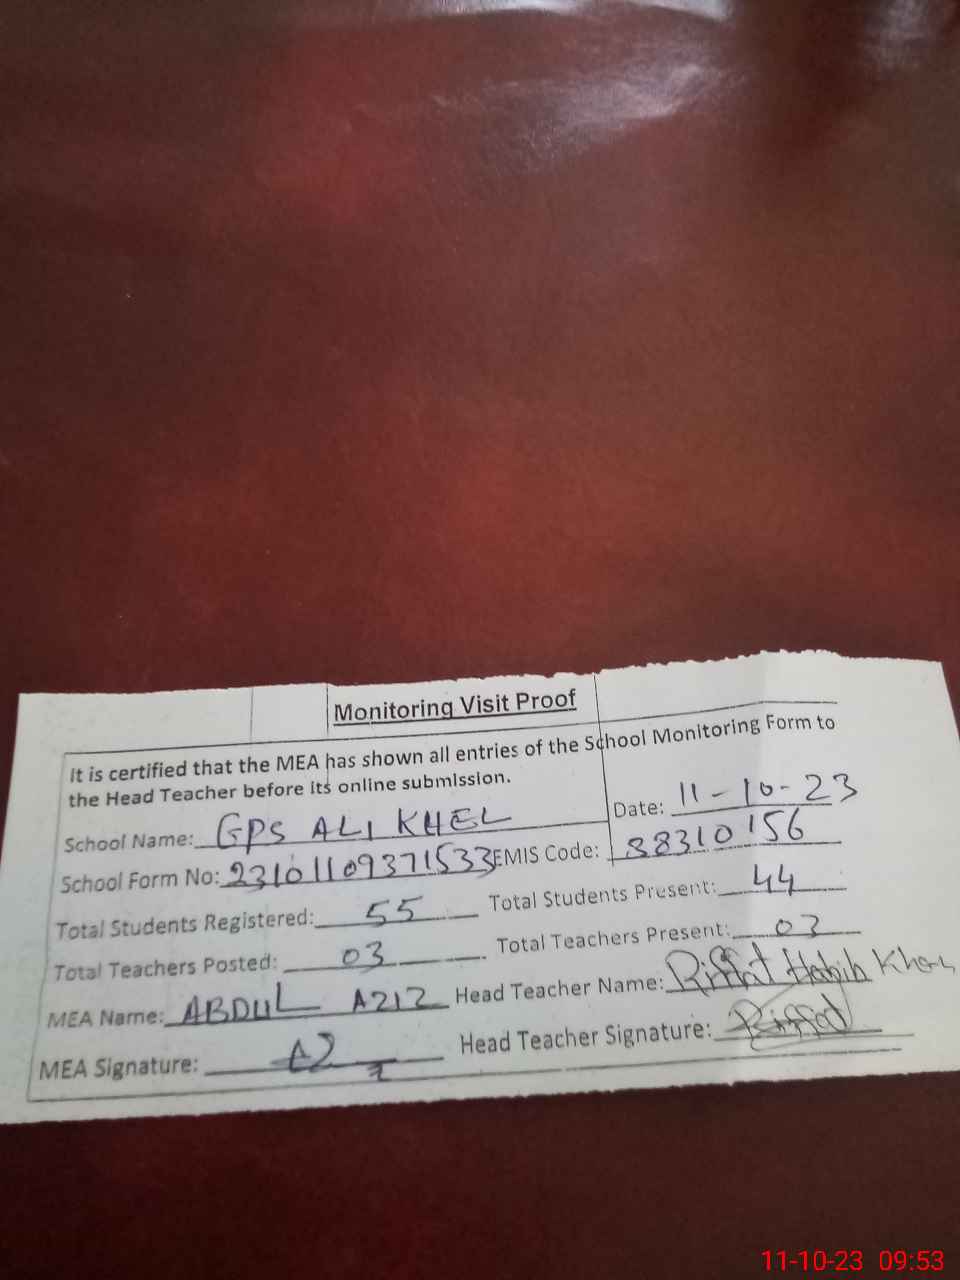 Monitoring Visit Proof
It is certified that the MEA has shown all entries of the School Monitoring Form to
the Head Teacher before its online submission.
School Name: GPS ALI KHEL Date: 11-10-23
School Form No: 23101109371533 EMIS Code: 38310156
Total Students Registered: 55 Total Students Present: 44
Total Teachers Posted: 03 Total Teachers Present: 03
MEA Name: ABDUL AZIZ Head Teacher Name: Riffat Habib Khan
MEA Signature: AZ Head Teacher Signature: Riffat
11-10-23 09:53